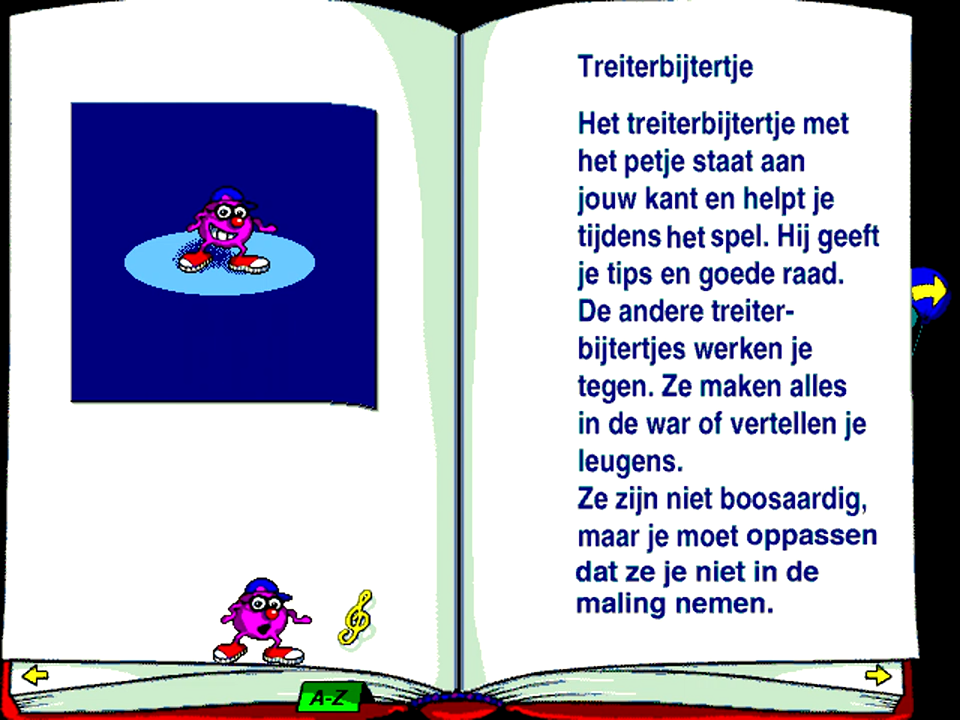 Treiterbijtertje
Het treiterbijtertje met
het petje staat aan
jouw kant en helpt je
tijdens het spel. Hij geeft
je tips en goede raad.
De andere treiter-
bijtertjes werken je
tegen. Ze maken alles
in de war of vertellen je
leugens.
Ze zijn niet boosaardig,
maar je moet oppassen
dat ze je niet in de
maling nemen.
A-Z